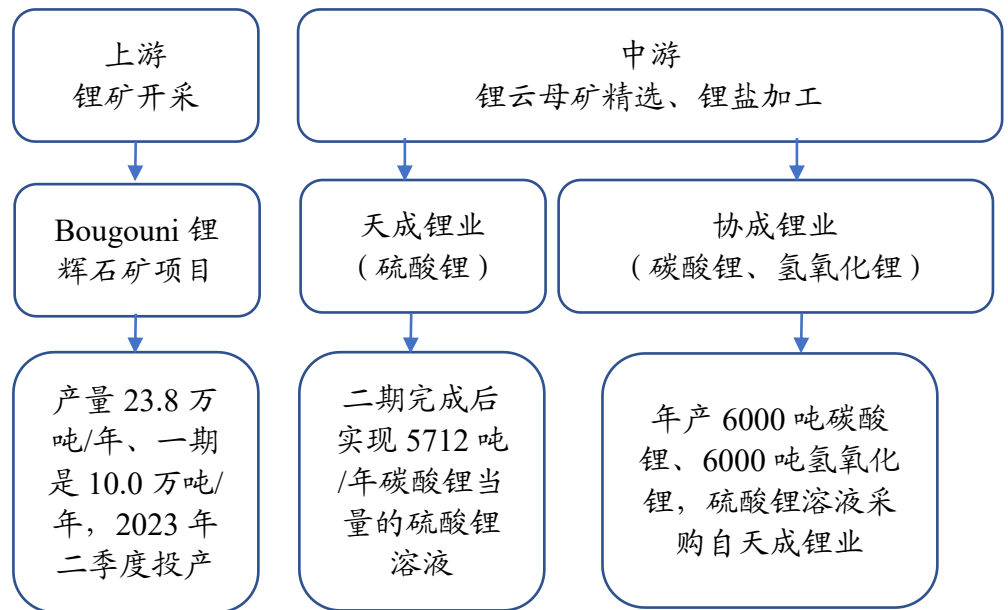 上游
锂矿开采
中游
锂云母矿精选、锂盐加工
Bougouni 锂
辉石矿项目
天成锂业
（硫酸锂）
协成锂业
（碳酸锂、氢氧化锂）
产量 23.8 万
吨/年、一期
是 10.0 万吨/
年，2023 年
二季度投产
二期完成后
实现 5712 吨
/年碳酸锂当
量的硫酸锂
溶液
年产 6000 吨碳酸
锂、6000 吨氢氧化
锂，硫酸锂溶液采
购自天成锂业